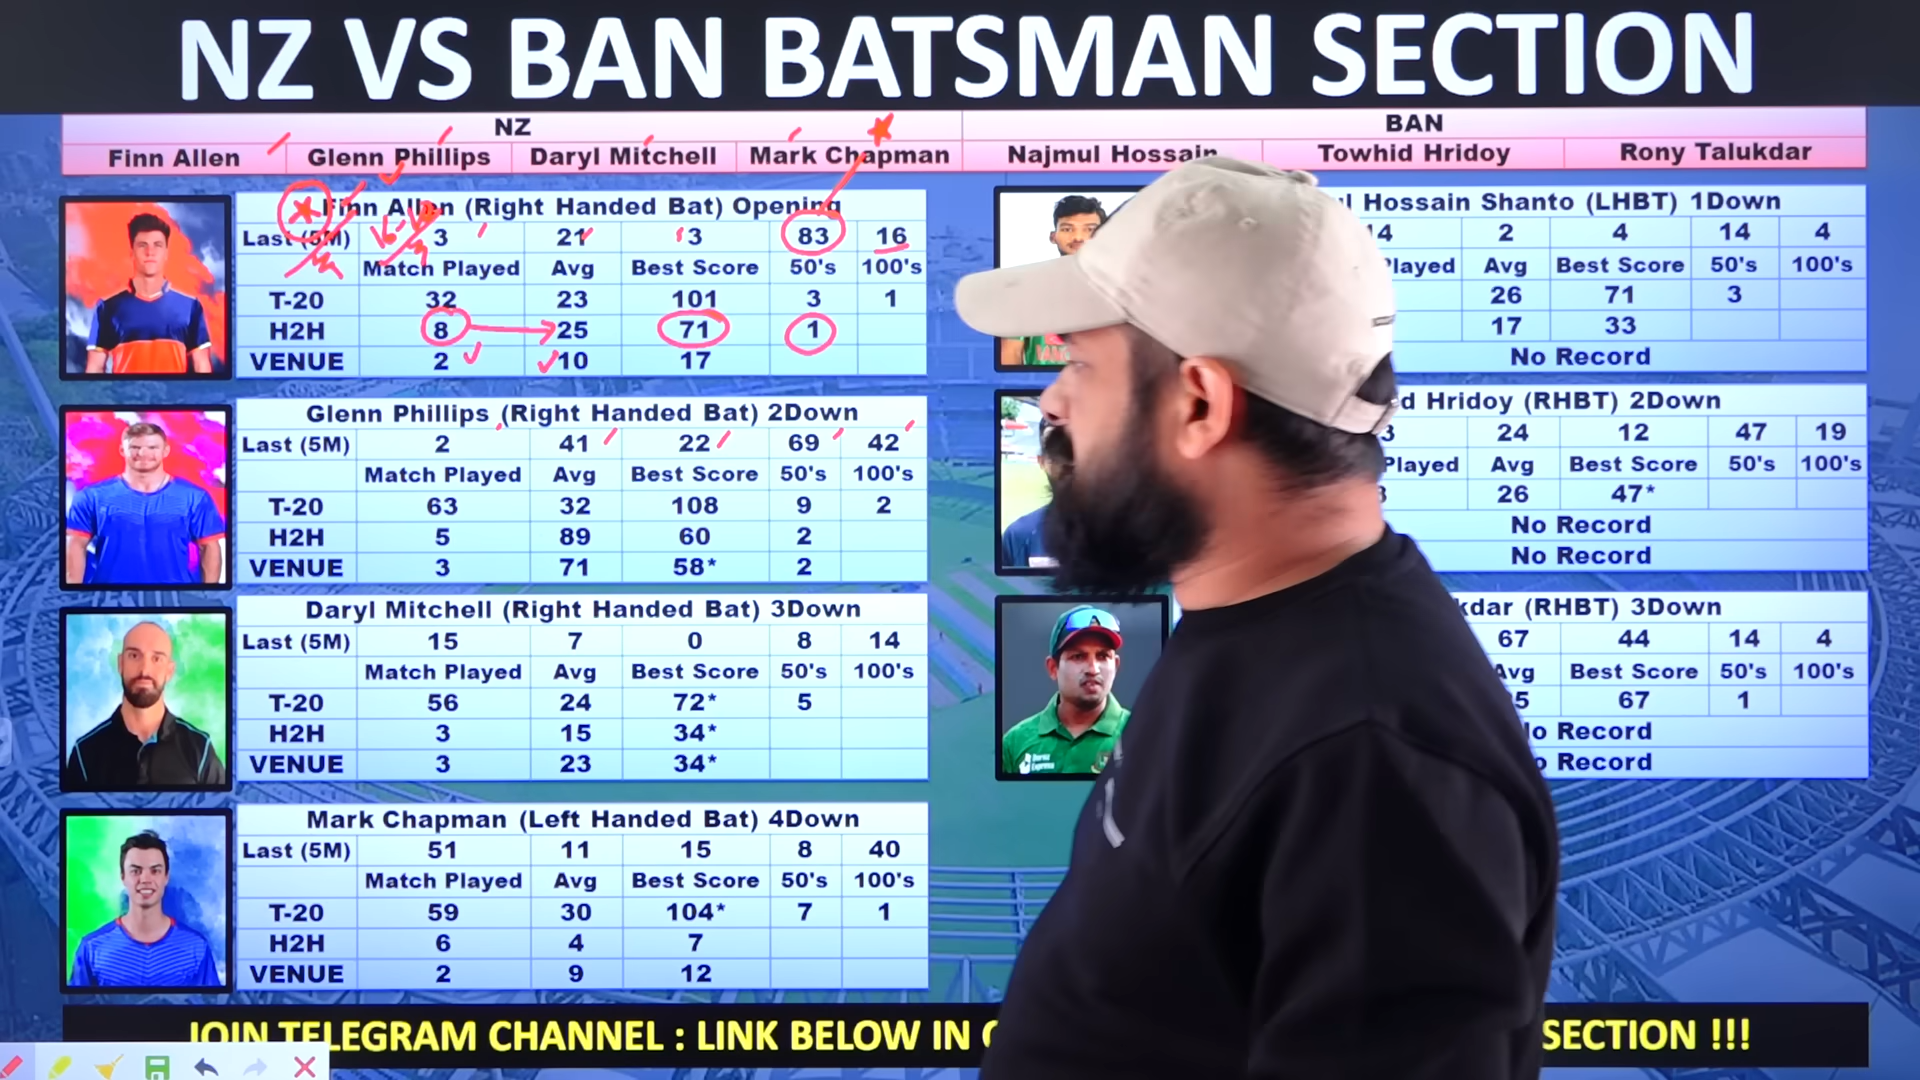 NZ VS BAN BATSMAN SECTION
NZ
Finn Allen Glenn Phillips Daryl Mitchell Mark Chapman
Finn Allen (Right Handed Bat) Opening
Last (5M) 3 21 13 83 16
Match Played Avg Best Score 50's 100's
T-20 32 23 101 3 1
H2H 8 25 71 1
VENUE 2 10 17
Glenn Phillips (Right Handed Bat) 2Down
Last (5M) 2 41 22 69 42
Match Played Avg Best Score 50's 100's
T-20 63 32 108 9 2
H2H 5 89 60 2
VENUE 3 71 58* 2
Daryl Mitchell (Right Handed Bat) 3Down
Last (5M) 15 7 0 8 14
Match Played Avg Best Score 50's 100's
T-20 56 24 72* 5
H2H 3 15 34*
VENUE 3 23 34*
Mark Chapman (Left Handed Bat) 4Down
Last (5M) 51 11 15 8 40
Match Played Avg Best Score 50's 100's
T-20 59 30 104* 7 1
H2H 6 4 7
VENUE 2 9 12
BAN
Najmul Hossain Towhid Hridoy Rony Talukdar
Hossain Shanto (LHBT) 1Down
14 2 4 14 4
Played Avg Best Score 50's 100's
26 71 3
17 33
No Record
Hridoy (RHBT) 2Down
24 12 47 19
Played Avg Best Score 50's 100's
26 47*
No Record
No Record
(RHBT) 3Down
67 44 14 4
Avg Best Score 50's 100's
67 1
No Record
Record
JOIN TELEGRAM CHANNEL : LINK BELOW IN SECTION !!!